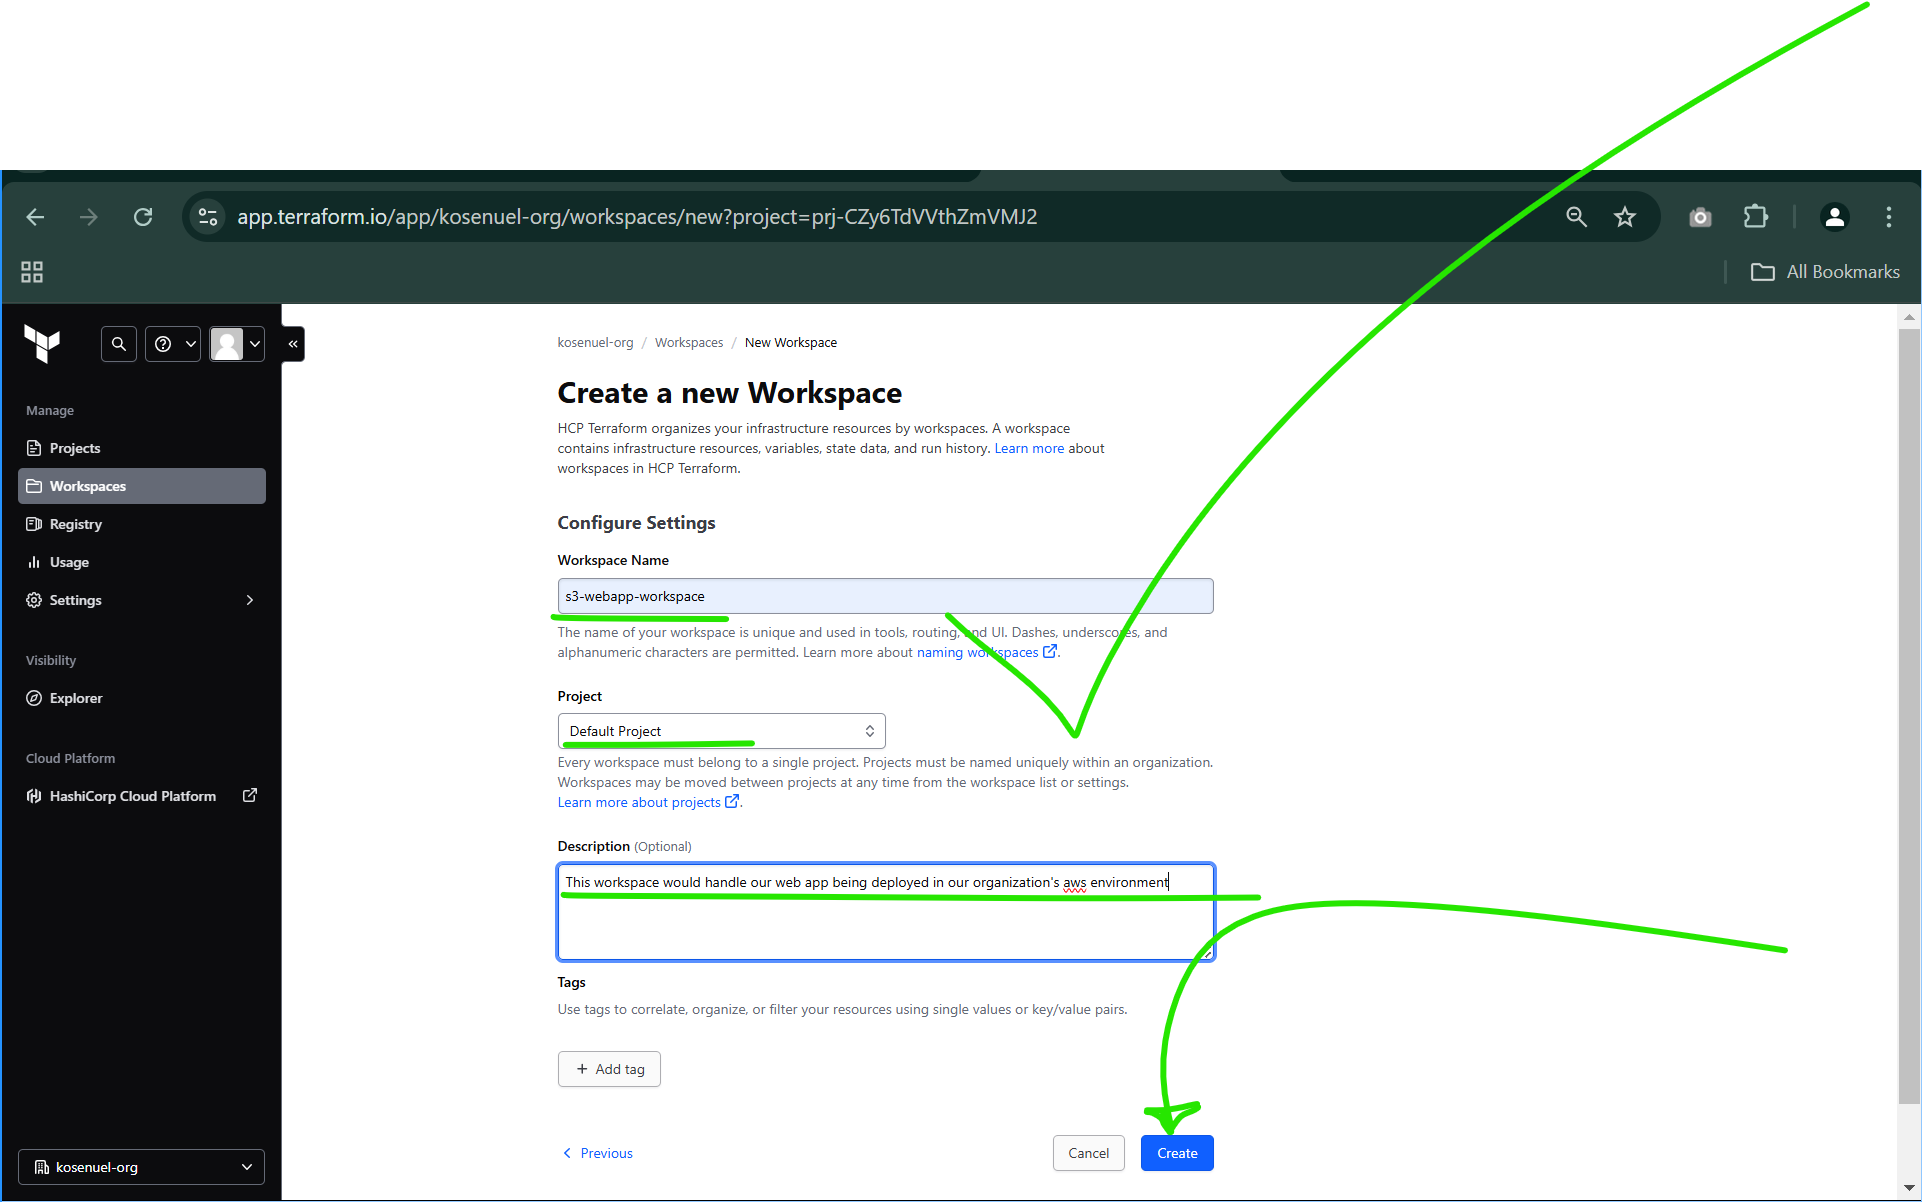 app.terraform.io/app/kosenuel-org/workspaces/new?project=prj-CZy6TdVVthZmVMJ2
All Bookmarks
Manage
Projects
Workspaces
Registry
Usage
Settings
Visibility
Explorer
Cloud Platform
HashiCorp Cloud Platform
kosenuel-org
kosenuel-org / Workspaces / New Workspace
Create a new Workspace
HCP Terraform organizes your infrastructure resources by workspaces. A workspace
contains infrastructure resources, variables, state data, and run history. Learn more about
workspaces in HCP Terraform.
Configure Settings
Workspace Name
s3-webapp-workspace
The name of your workspace is unique and used in tools, routing, and UI. Dashes, underscores, and
alphanumeric characters are permitted. Learn more about naming workspaces.
Project
Default Project
Every workspace must belong to a single project. Projects must be named uniquely within an organization.
Workspaces may be moved between projects at any time from the workspace list or settings.
Learn more about projects.
Description (Optional)
This workspace would handle our web app being deployed in our organization's aws environment
Tags
Use tags to correlate, organize, or filter your resources using single values or key/value pairs.
+ Add tag
Previous
Cancel
Create